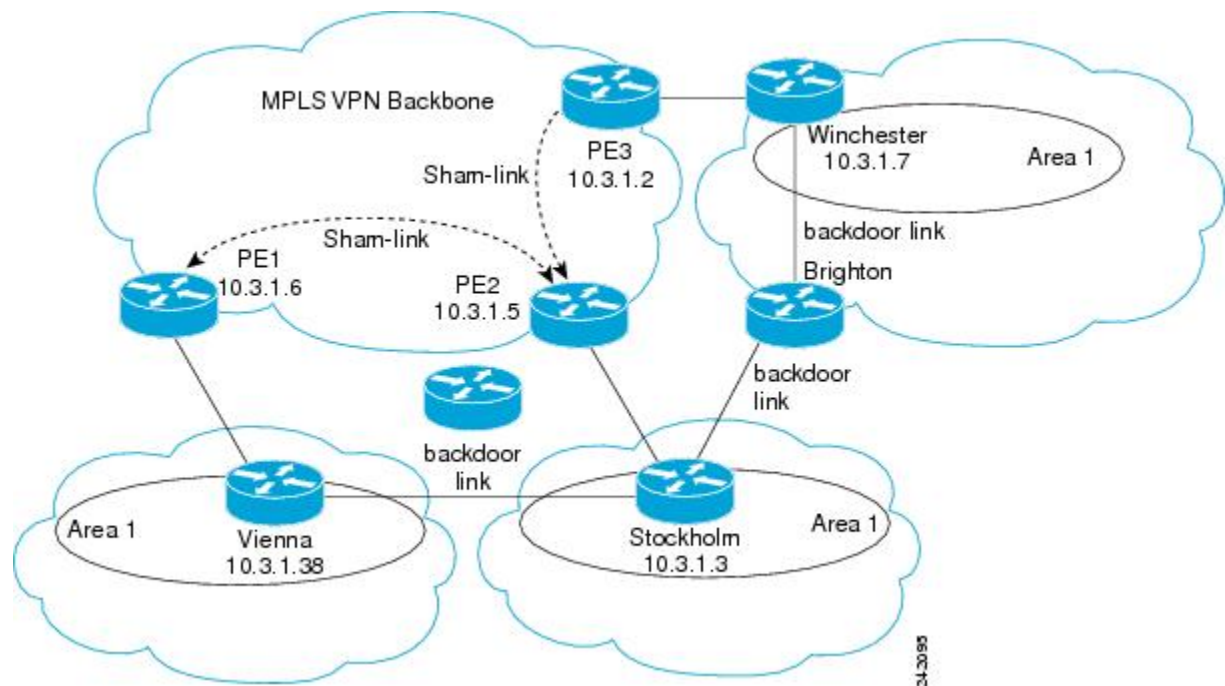 MPLS VPN Backbone
PE3
10.3.1.2
Winchester
10.3.1.7
Area 1
Sham-link
Sham-link
backdoor link
PE1
10.3.1.6
PE2
10.3.1.5
Brighton
backdoor
link
backdoor
link
Area 1
Vienna
10.3.1.38
Stockholm
10.3.1.3
Area 1
243095